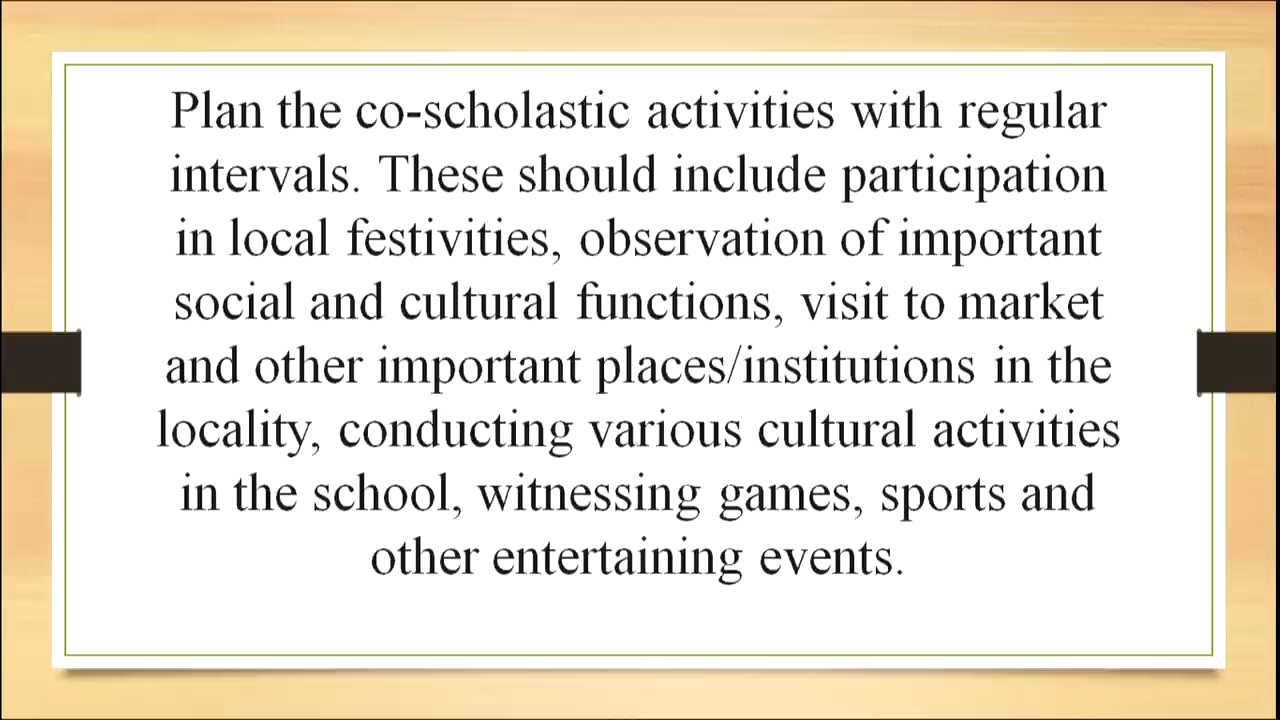 Plan the co-scholastic activities with regular
intervals. These should include participation
in local festivities, observation of important
social and cultural functions, visit to market
and other important places/institutions in the
locality, conducting various cultural activities
in the school, witnessing games, sports and
other entertaining events.